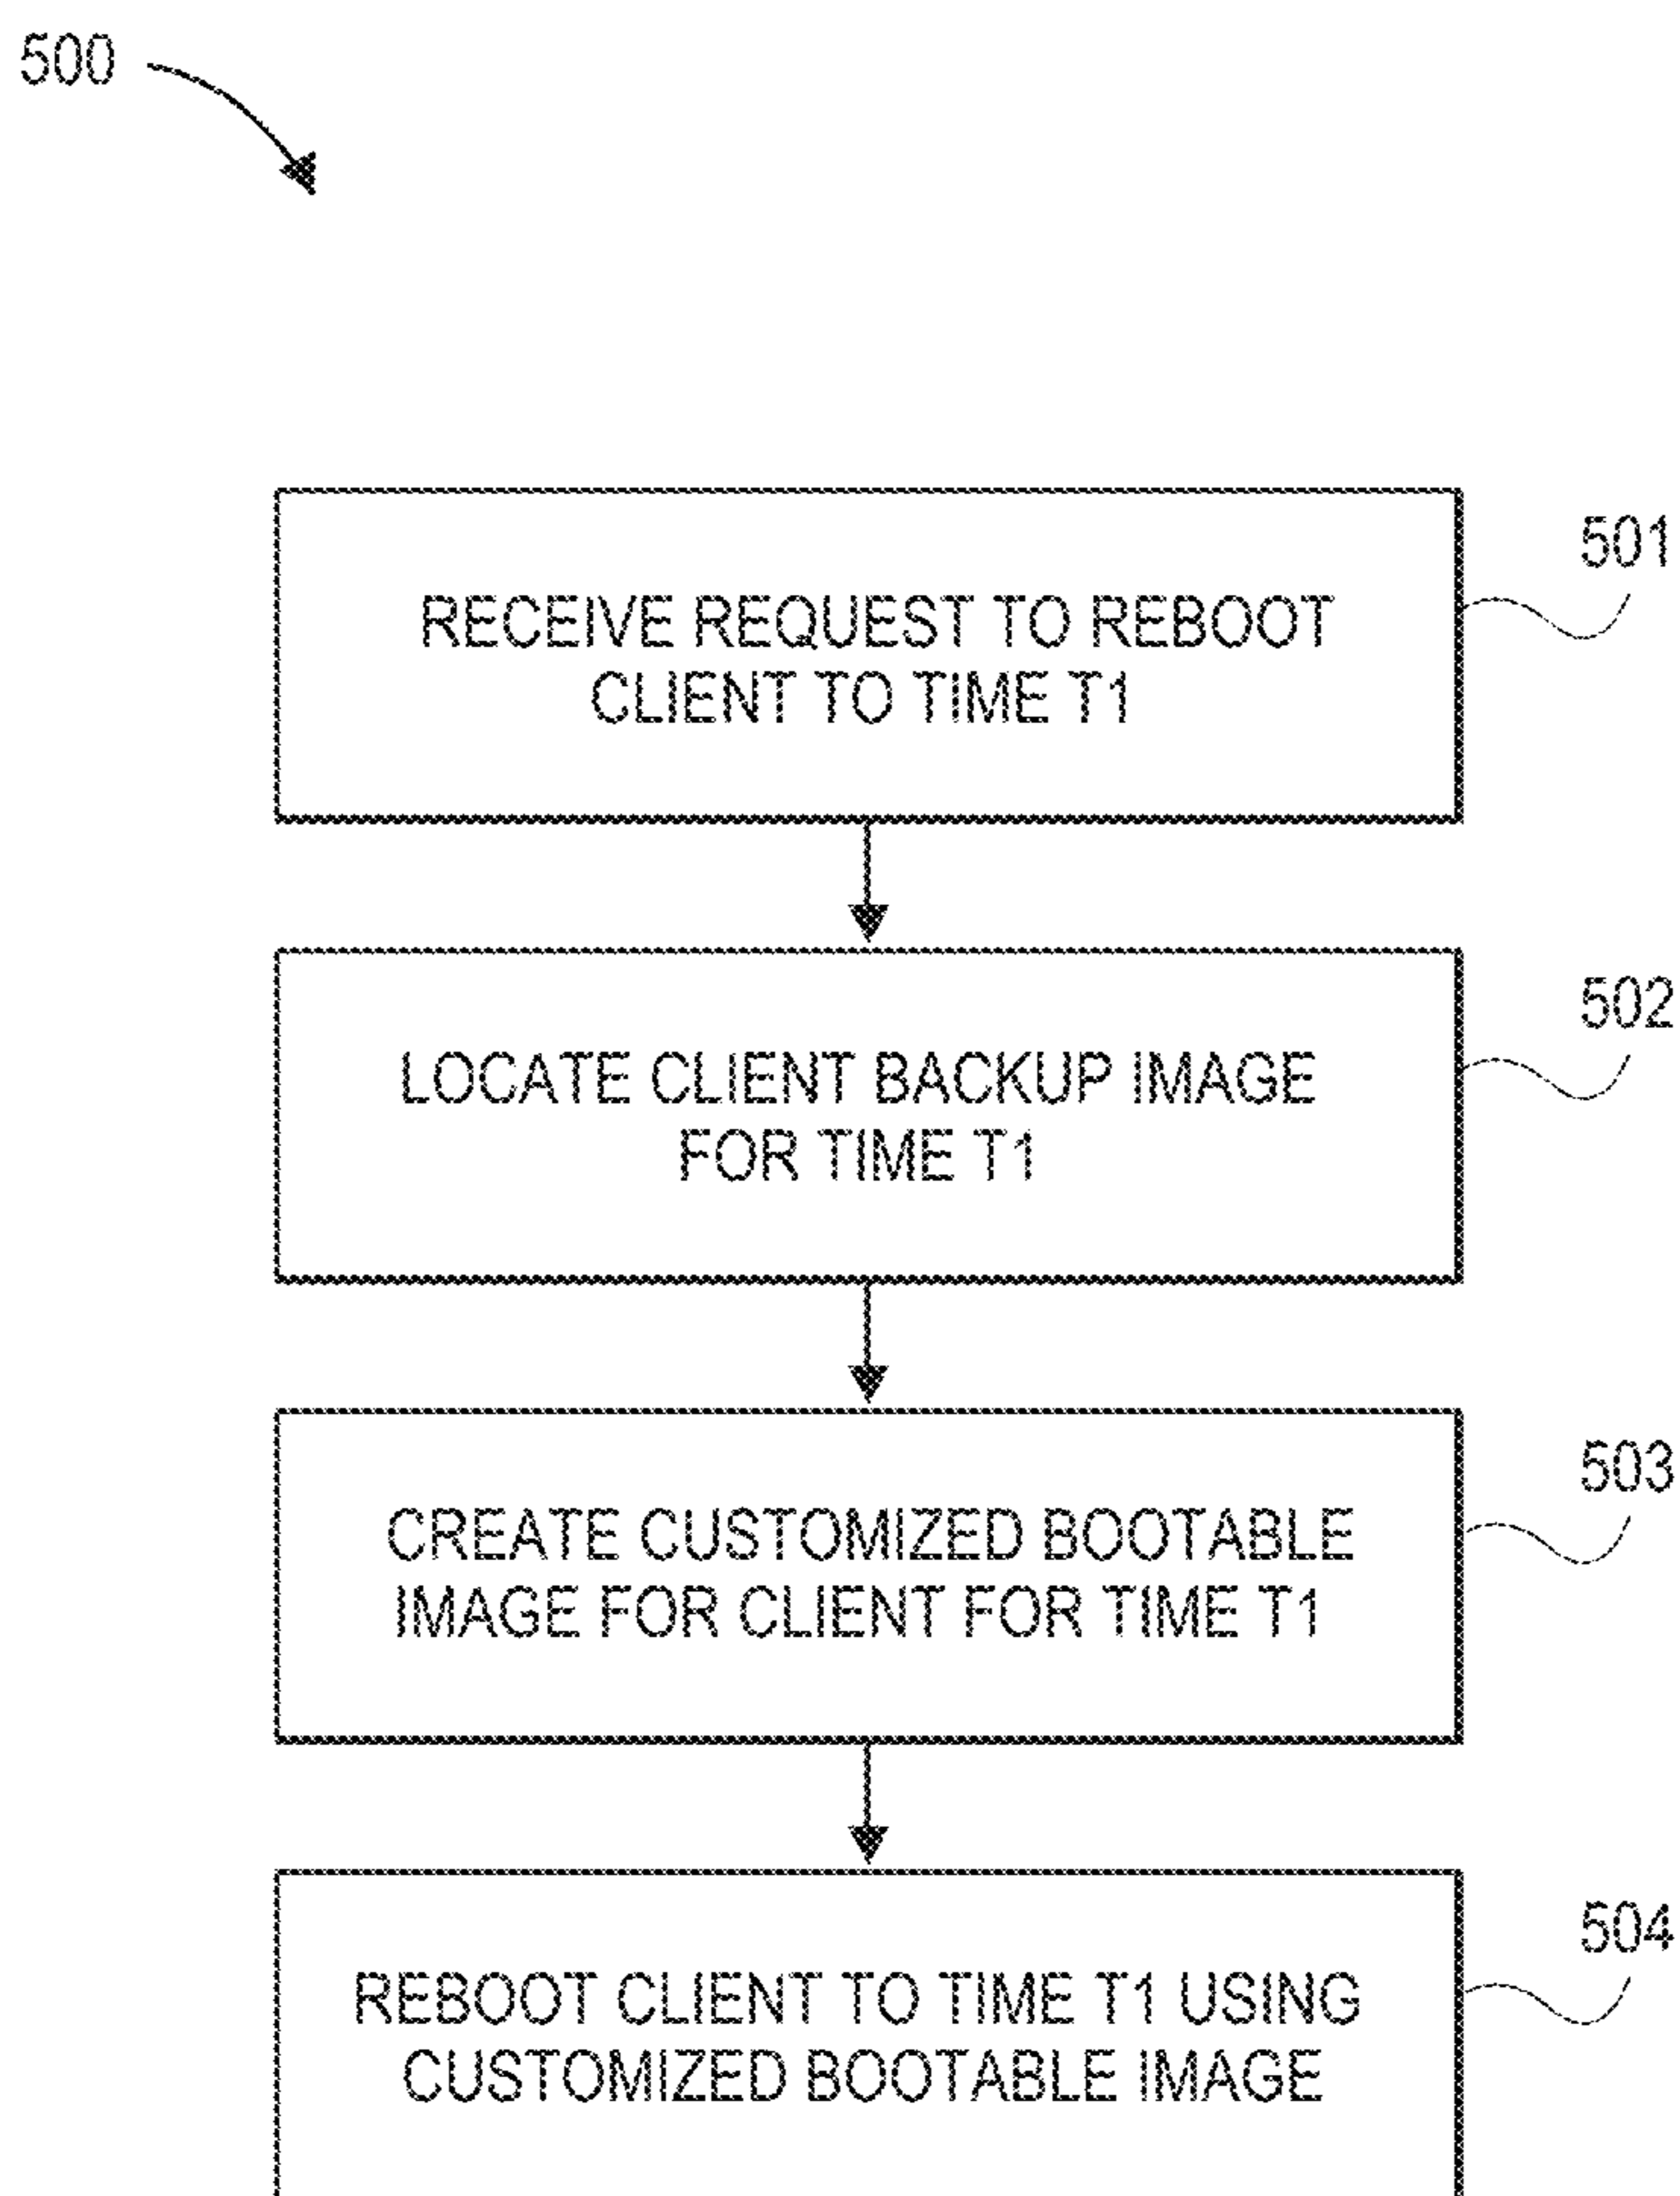 500
RECEIVE REQUEST TO REBOOT
CLIENT TO TIME T1
501
LOCATE CLIENT BACKUP IMAGE
FOR TIME T1
502
CREATE CUSTOMIZED BOOTABLE
IMAGE FOR CLIENT FOR TIME T1
503
REBOOT CLIENT TO TIME T1 USING
CUSTOMIZED BOOTABLE IMAGE
504